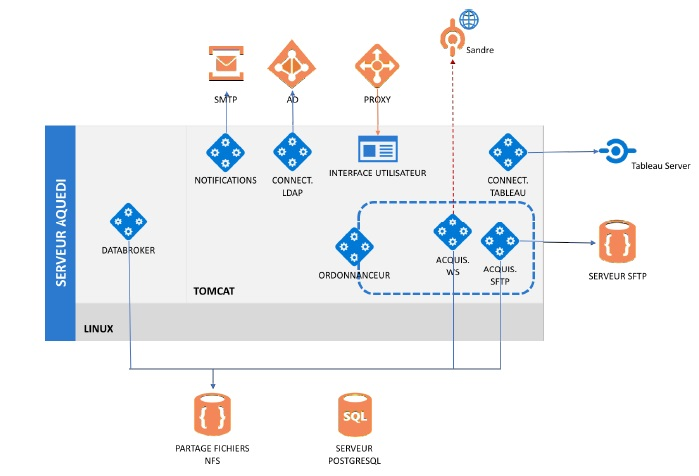 Sandre
SMTP
AD
PROXY
SERVEUR AQUEDI
NOTIFICATIONS
CONNECT.
LDAP
INTERFACE UTILISATEUR
CONNECT.
TABLEAU
Tableau Server
DATABROKER
ORDONNANCEUR
ACQUIS.
WS
ACQUIS.
SFTP
SERVEUR SFTP
TOMCAT
LINUX
PARTAGE FICHIERS
NFS
SQL
SERVEUR
POSTGRESQL